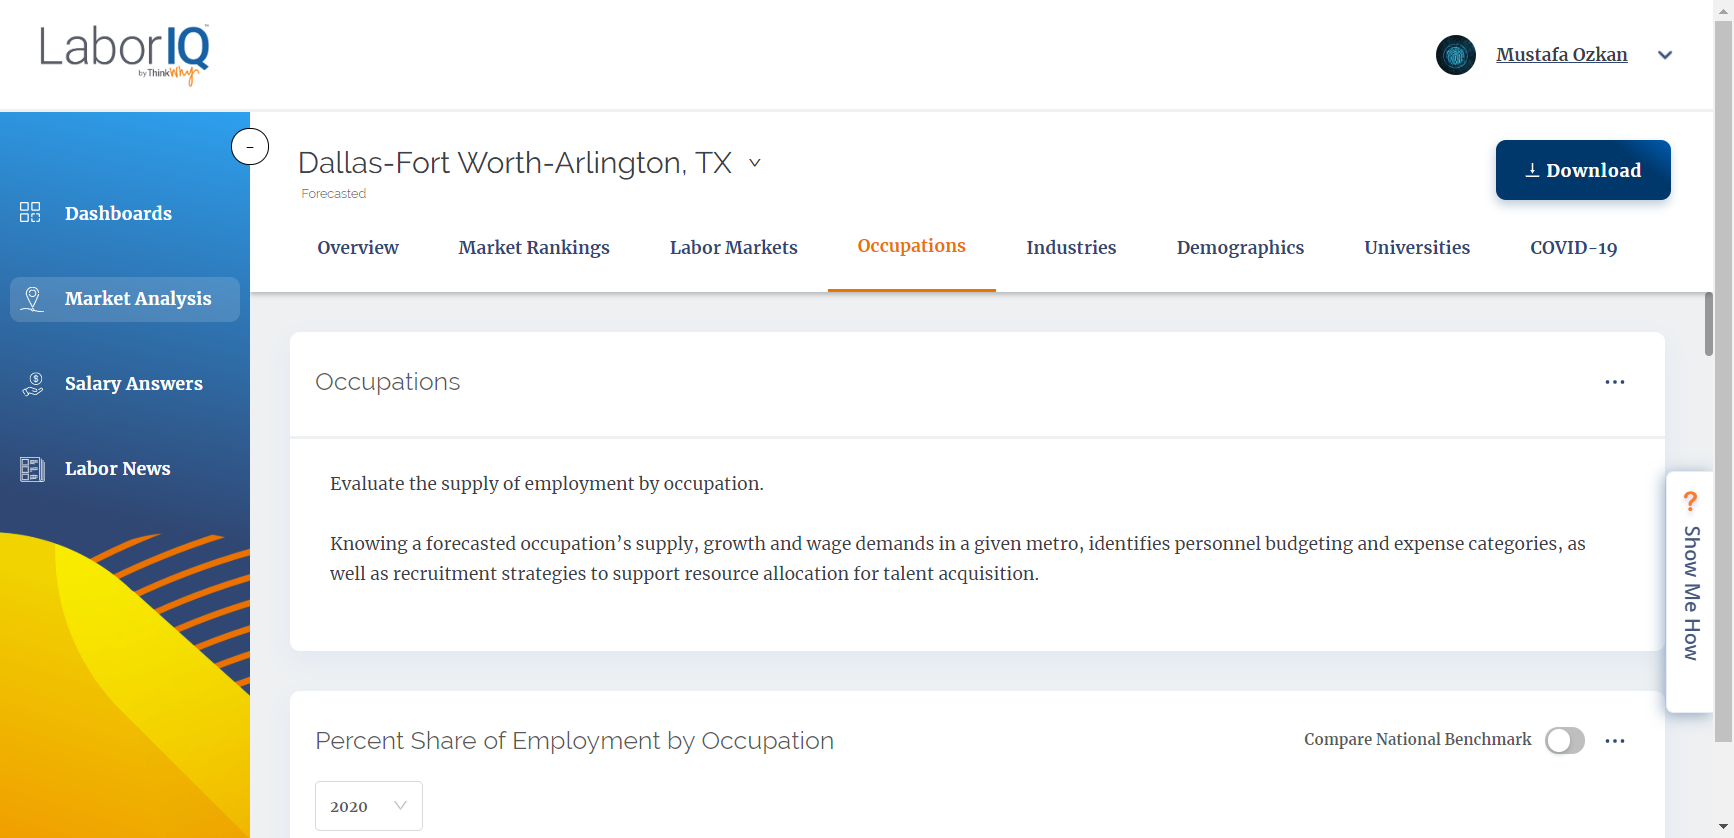 LaborIQ™
by ThinkWhy
Mustafa Ozkan
-
Dashboards
Market Analysis
Salary Answers
Labor News
Dallas-Fort Worth-Arlington, TX
Forecasted
Download
Overview
Market Rankings
Labor Markets
Occupations
Industries
Demographics
Universities
COVID-19
Occupations
...
Evaluate the supply of employment by occupation.
Knowing a forecasted occupation’s supply, growth and wage demands in a given metro, identifies personnel budgeting and expense categories, as
well as recruitment strategies to support resource allocation for talent acquisition.
? Show Me How
Percent Share of Employment by Occupation
Compare National Benchmark
...
2020